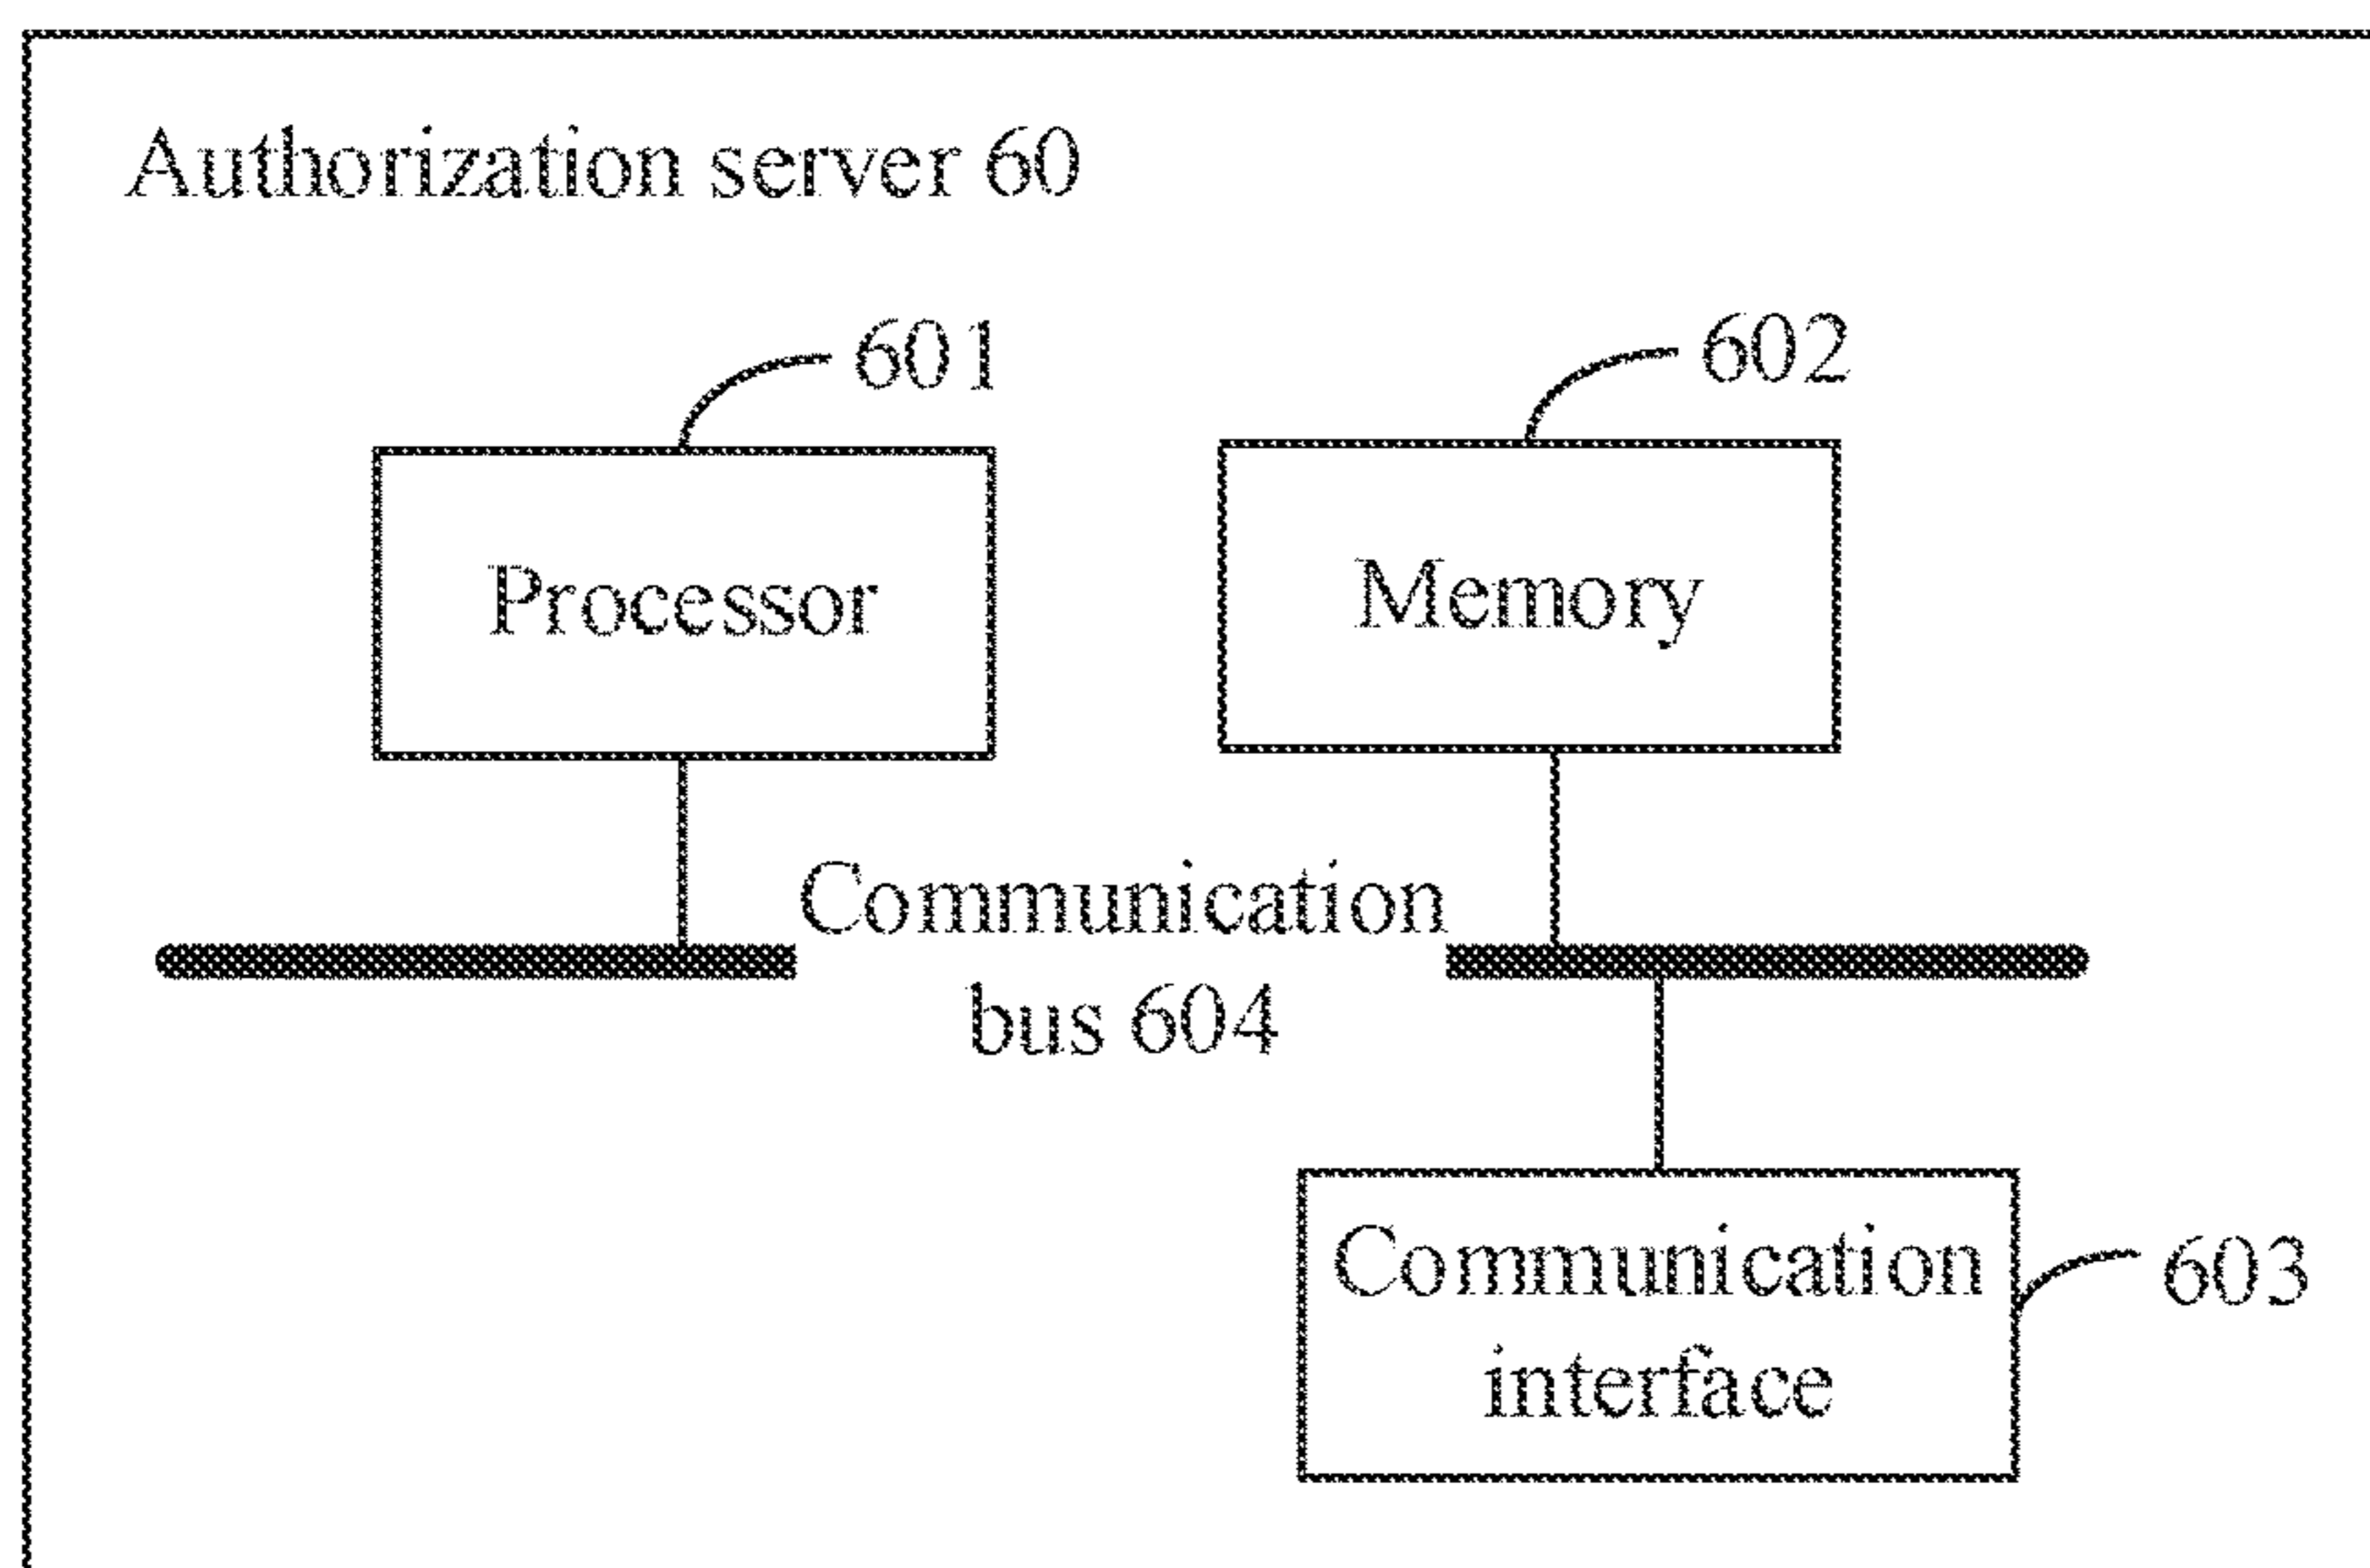 Authorization server 60
601
602
Processor
Memory
Communication
bus 604
Communication
interface
603